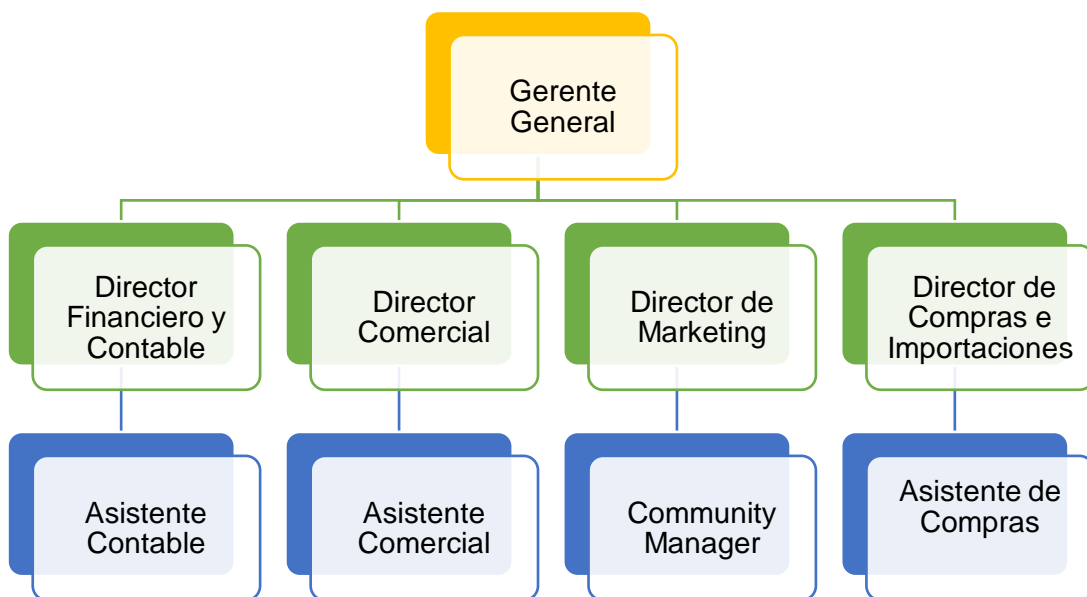 Gerente
General
Director
Financiero y
Contable
Director
Comercial
Director de
Marketing
Director de
Compras e
Importaciones
Asistente
Contable
Asistente
Comercial
Community
Manager
Asistente de
Compras